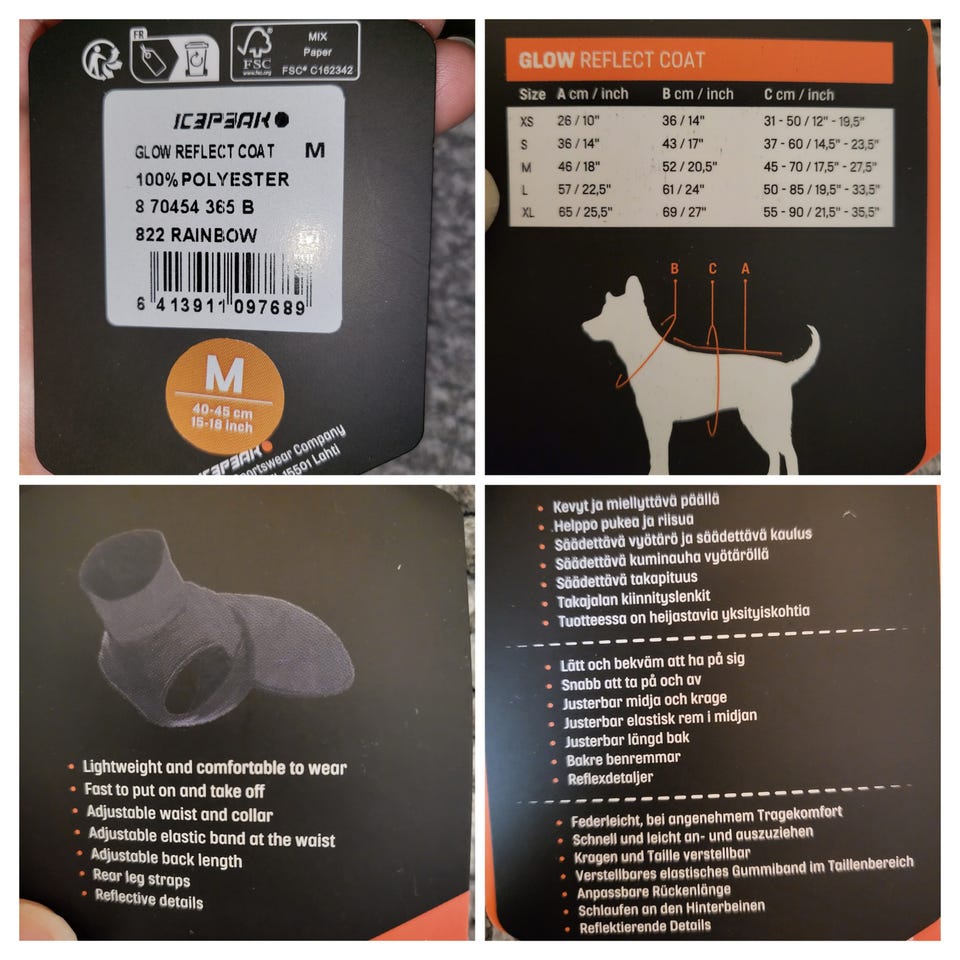 FR
FSC
www.fsc.org
MIX
Paper
FSC® C162342
ICEPEAK
GLOW REFLECT COAT M
100% POLYESTER
8 70454 365 B
822 RAINBOW
6 413911 097689
M
40-45 cm
15-18 inch
ICEPEAK
ortswear Company
15501 Lahti
GLOW REFLECT COAT
Size A cm / inch B cm / inch C cm / inch
XS 26 / 10" 36 / 14" 31 - 50 / 12" - 19,5"
S 36 / 14" 43 / 17" 37 - 60 / 14,5" - 23,5"
M 46 / 18" 52 / 20,5" 45 - 70 / 17,5" - 27,5"
L 57 / 22,5" 61 / 24" 50 - 85 / 19,5" - 33,5"
XL 65 / 25,5" 69 / 27" 55 - 90 / 21,5" - 35,5"
B C A
• Lightweight and comfortable to wear
• Fast to put on and take off
• Adjustable waist and collar
• Adjustable elastic band at the waist
• Adjustable back length
• Rear leg straps
• Reflective details
• Kevyt ja miellyttävä päällä
• Helppo pukea ja riisua
• Säädettävä vyötärö ja säädettävä kaulus
• Säädettävä kuminauha vyötäröllä
• Säädettävä takapituus
• Takajalan kiinnityslenkit
• Tuotteessa on heijastavia yksityiskohtia
• Lätt och bekväm att ha på sig
• Snabb att ta på och av
• Justerbar midja och krage
• Justerbar elastisk rem i midjan
• Justerbar längd bak
• Bakre benremmar
• Reflexdetaljer
• Federleicht, bei angenehmem Tragekomfort
• Schnell und leicht an- und auszuziehen
• Kragen und Taille verstellbar
• Verstellbares elastisches Gummiband im Taillenbereich
• Anpassbare Rückenlänge
• Schlaufen an den Hinterbeinen
• Reflektierende Details